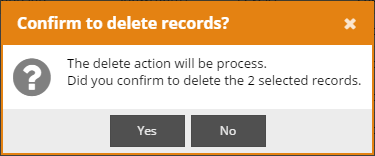 Confirm to delete records?
The delete action will be process.
Did you confirm to delete the 2 selected records.
Yes No